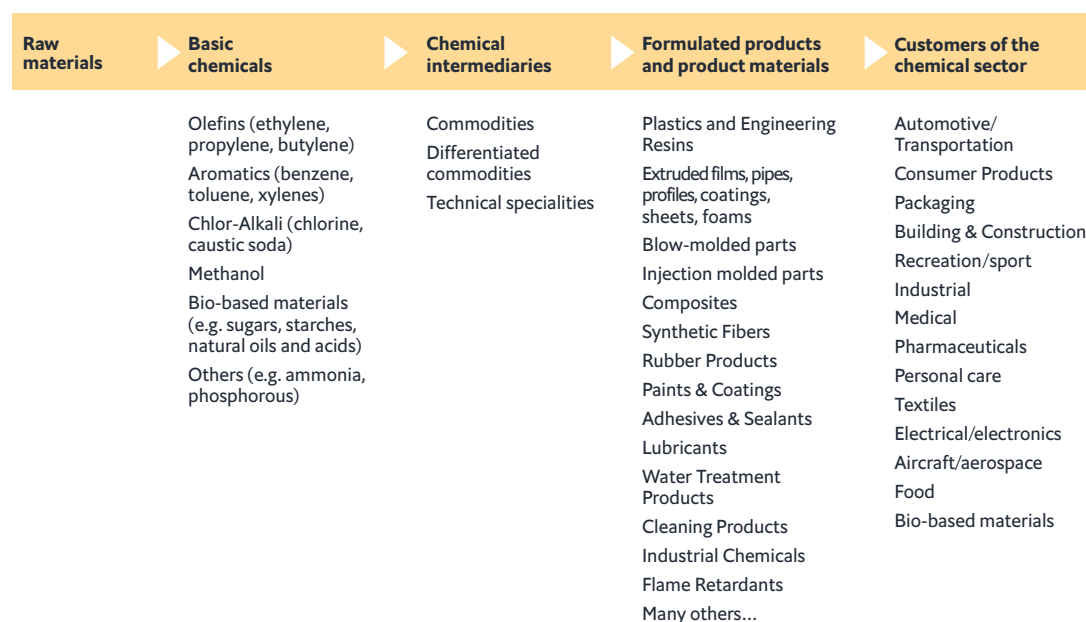 Raw
materials
Basic
chemicals
Chemical
intermediaries
Formulated products
and product materials
Customers of the
chemical sector
Olefins (ethylene,
propylene, butylene)
Aromatics (benzene,
toluene, xylenes)
Chlor-Alkali (chlorine,
caustic soda)
Methanol
Bio-based materials
(e.g. sugars, starches,
natural oils and acids)
Others (e.g. ammonia,
phosphorous)
Commodities
Differentiated
commodities
Technical specialities
Plastics and Engineering
Resins
Extruded films, pipes,
profiles, coatings,
sheets, foams
Blow-molded parts
Injection molded parts
Composites
Synthetic Fibers
Rubber Products
Paints & Coatings
Adhesives & Sealants
Lubricants
Water Treatment
Products
Cleaning Products
Industrial Chemicals
Flame Retardants
Many others...
Automotive/
Transportation
Consumer Products
Packaging
Building & Construction
Recreation/sport
Industrial
Medical
Pharmaceuticals
Personal care
Textiles
Electrical/electronics
Aircraft/aerospace
Food
Bio-based materials